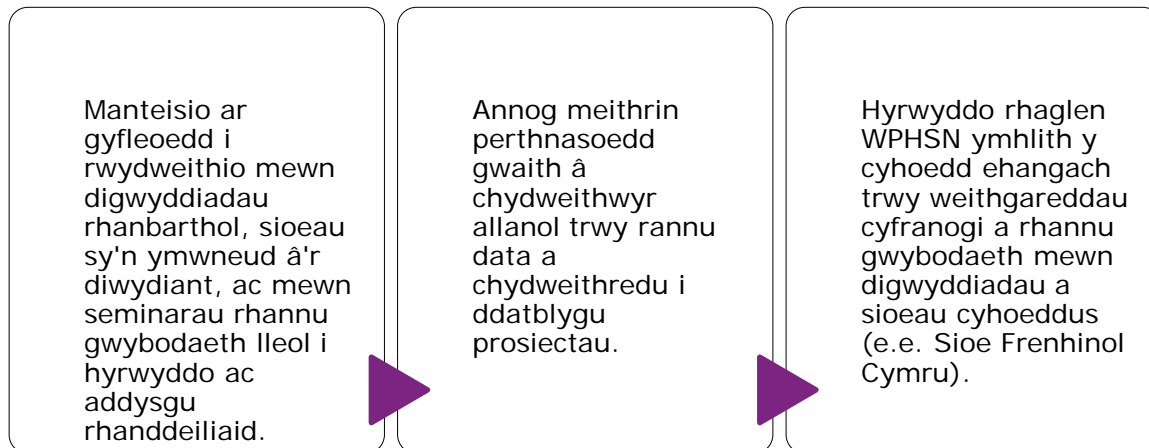 Manteisio ar
gyfleoedd i
rwydweithio mewn
digwyddiadau
rhanbarthol, sioeau
sy'n ymwneud â'r
diwydiant, ac mewn
seminarau rhannu
gwybodaeth lleol i
hyrwyddo ac
addysgu
rhanddeiliaid.
Annog meithrin
perthnasoedd
gwaith â
chydweithwyr
allanol trwy rannu
data a
chydweithredu i
ddatblygu
prosiectau.
Hyrwyddo rhaglen
WPHSN ymhlith y
cyhoedd ehangach
trwy weithgareddau
cyfranogi a rhannu
gwybodaeth mewn
digwyddiadau a
sioeau cyhoeddus
(e.e. Sioe Frenhinol
Cymru).